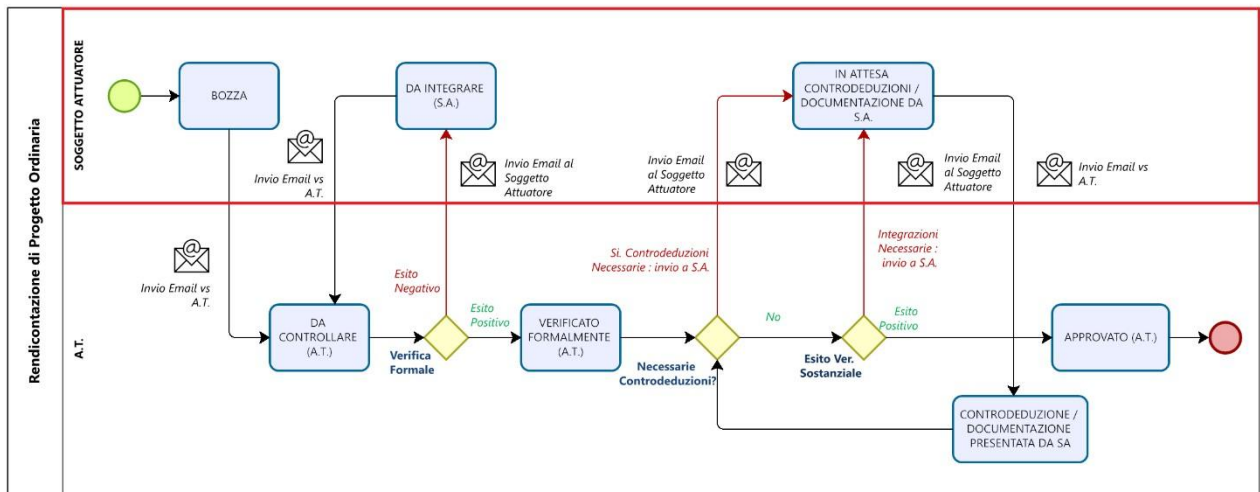 Rendicontazione di Progetto Ordinaria
SOGGETTO ATTUATORE
BOZZA
DA INTEGRARE
(S.A.)
IN ATTESA
CONTRODEDUZIONI /
DOCUMENTAZIONE DA
S.A.
@
Invio Email vs
A.T.
@
Invio Email al
Soggetto
Attuatore
Invio Email
al Soggetto
Attuatore
@
@
Invio Email
al Soggetto
Attuatore
@
Invio Email vs
A.T.
A.T.
@
Invio Email vs
A.T.
Esito
Negativo
Si. Controdeduzioni
Necessarie : invio a S.A.
Integrazioni
Necessarie :
invio a S.A.
DA
CONTROLLARE
(A.T.)
Verifica
Formale
Esito
Positivo
VERIFICATO
FORMALMENTE
(A.T.)
Necessarie
Controdeduzioni?
No
Esito Ver.
Sostanziale
Esito
Positivo
APPROVATO (A.T.)
CONTRODEDUZIONE /
DOCUMENTAZIONE
PRESENTATA DA SA